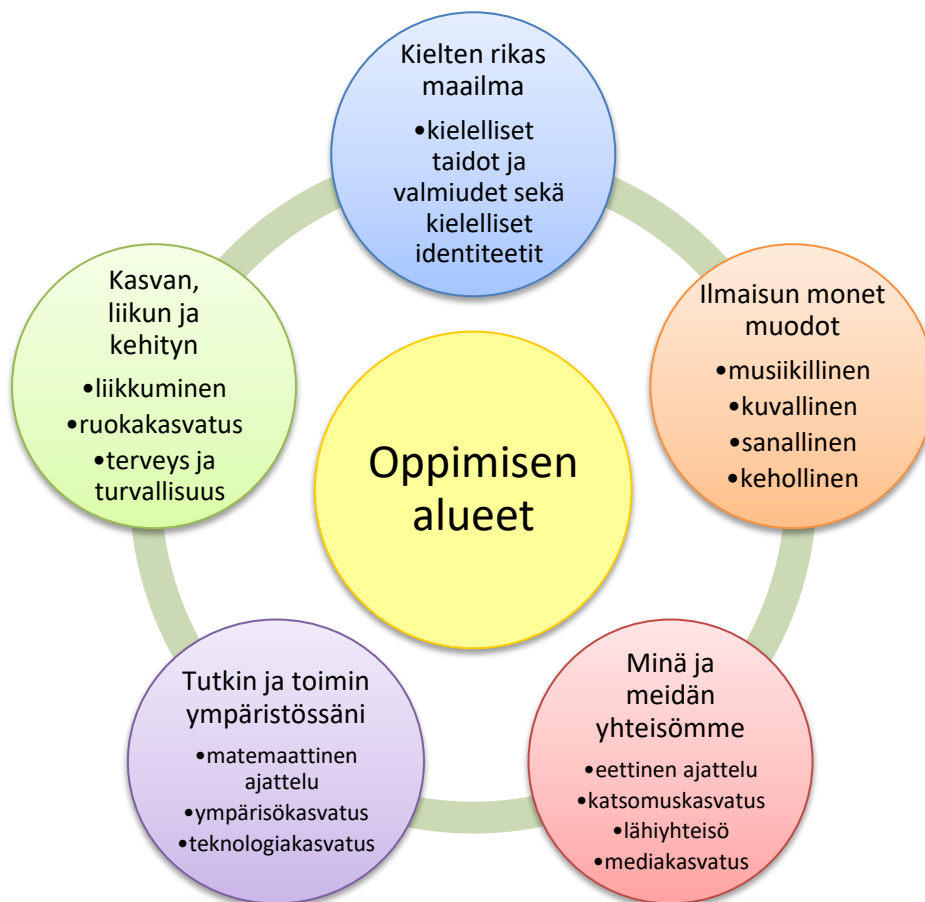 Kielten rikas
maailma
•kielelliset
taidot ja
valmiudet sekä
kielelliset
identiteetit
Ilmaisun monet
muodot
•musiikillinen
•kuvallinen
•sanallinen
•kehollinen
Minä ja
meidän
yhteisömme
•eettinen ajattelu
•katsomuskasvatus
•lähiyhteisö
•mediakasvatus
Tutkin ja toimin
ympäristössäni
•matemaattinen
ajattelu
•ympärisökasvatus
•teknologiakasvatus
Kasvan,
liikun ja
kehityn
•liikkuminen
•ruokakasvatus
•terveys ja
turvallisuus
Oppimisen
alueet